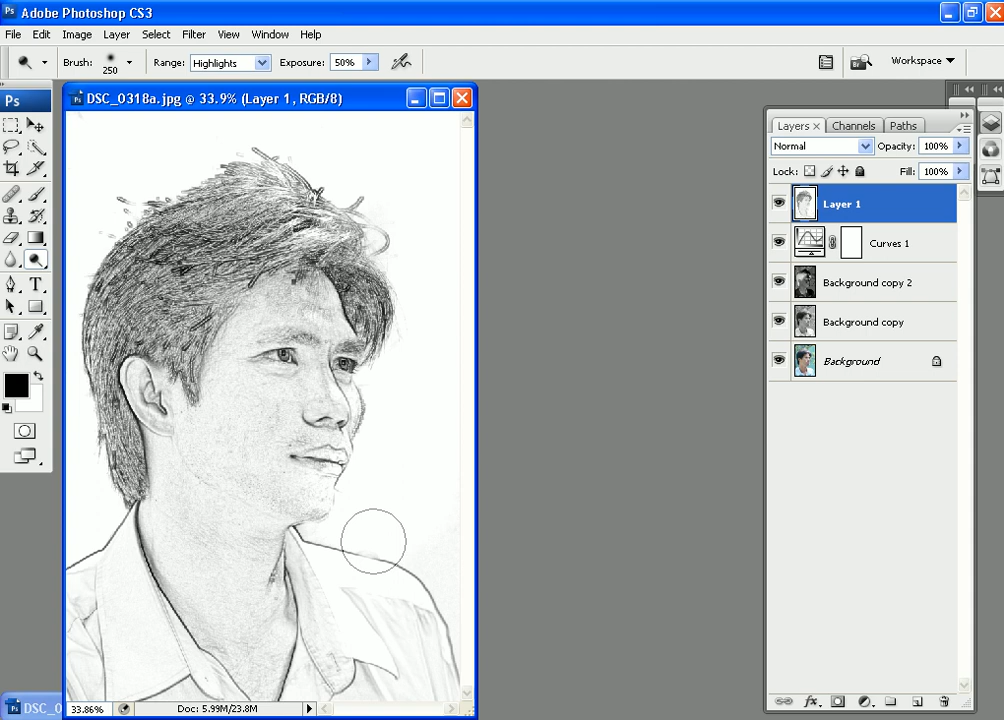 Ps Adobe Photoshop CS3
File Edit Image Layer Select Filter View Window Help
Brush: 250 Range: Highlights Exposure: 50% Workspace
Ps
DSC_0318a.jpg @ 33.9% (Layer 1, RGB/8)
Layers Channels Paths
Normal Opacity: 100%
Lock: Fill: 100%
Layer 1
Curves 1
Background copy 2
Background copy
Background
T
Ps DSC_0
33.86% Doc: 5.99M/23.8M